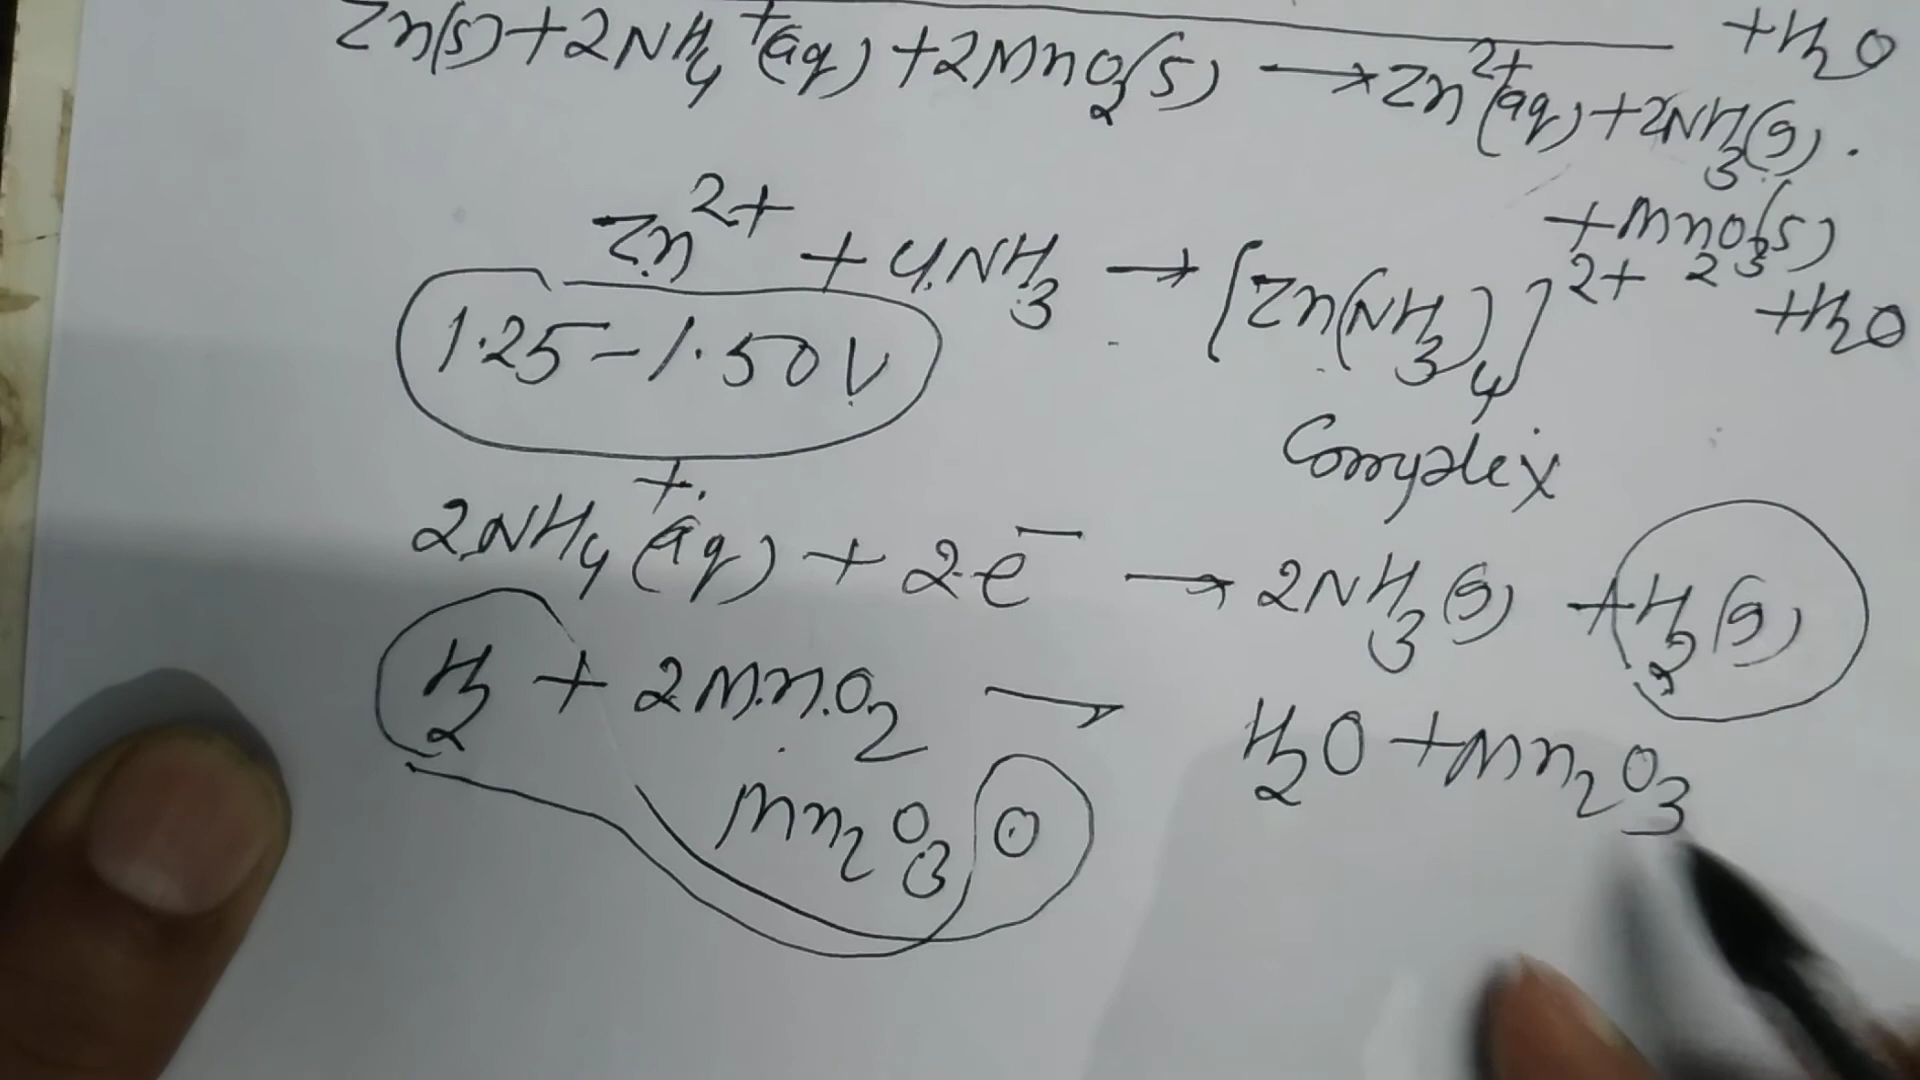 +H2O
Zn(s) + 2NH4+(aq) + 2MnO2(s) → Zn2+(aq) + 2NH3(g).
+ Mn2O3(s)
+ H2O
Zn2+ + 4NH3 → [Zn(NH3)4]2+
1.25 – 1.50 V
Complex
2NH4+(aq) + 2e– → 2NH3(g) + H2(g)
H2 + 2MnO2 → H2O + Mn2O3
Mn2O3 O